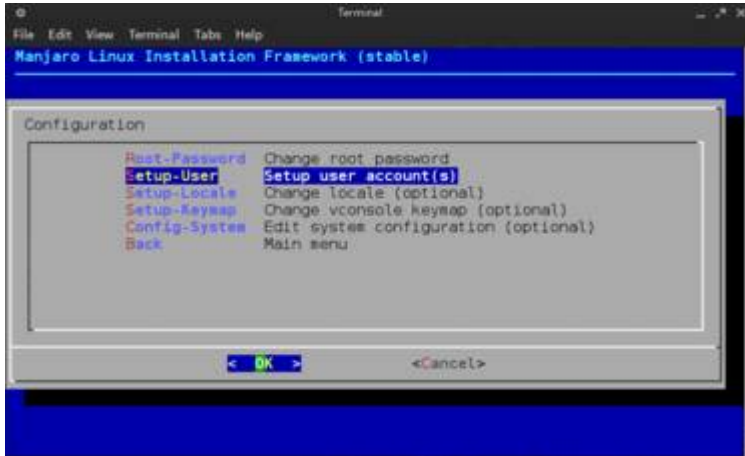 Terminal
File Edit View Terminal Tabs Help
Manjaro Linux Installation Framework (stable)
Configuration
Root-Password Change root password
Setup-User Setup user account(s)
Setup-Locale Change locale (optional)
Setup-Keymap Change vconsole keymap (optional)
Config-System Edit system configuration (optional)
Back Main menu
< OK > <Cancel>